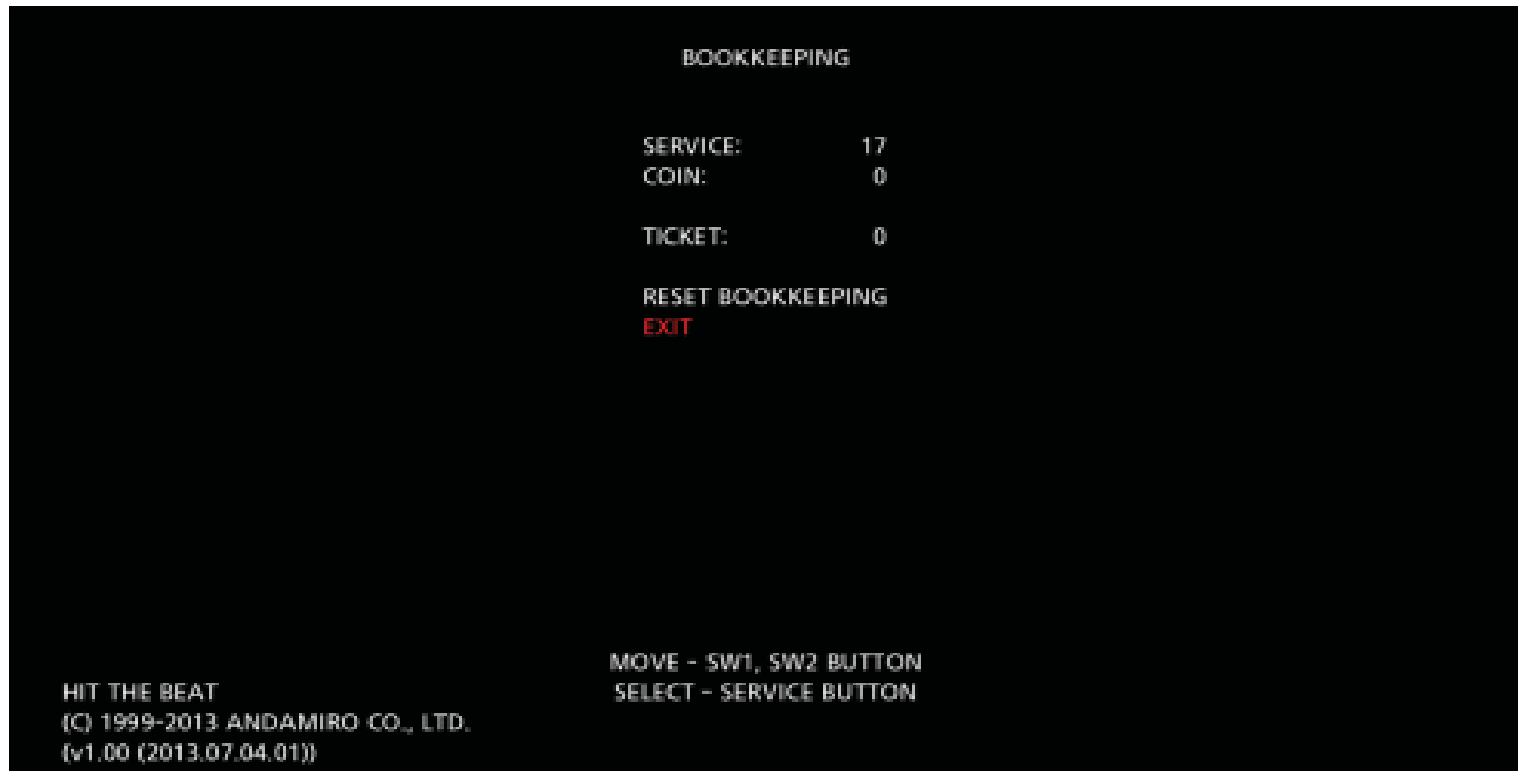 BOOKKEEPING
SERVICE: 17
COIN: 0
TICKET: 0
RESET BOOKKEEPING
EXIT
MOVE - SW1, SW2 BUTTON
SELECT - SERVICE BUTTON
HIT THE BEAT
(C) 1999-2013 ANDAMIRO CO., LTD.
(v1.00 (2013.07.04.01))